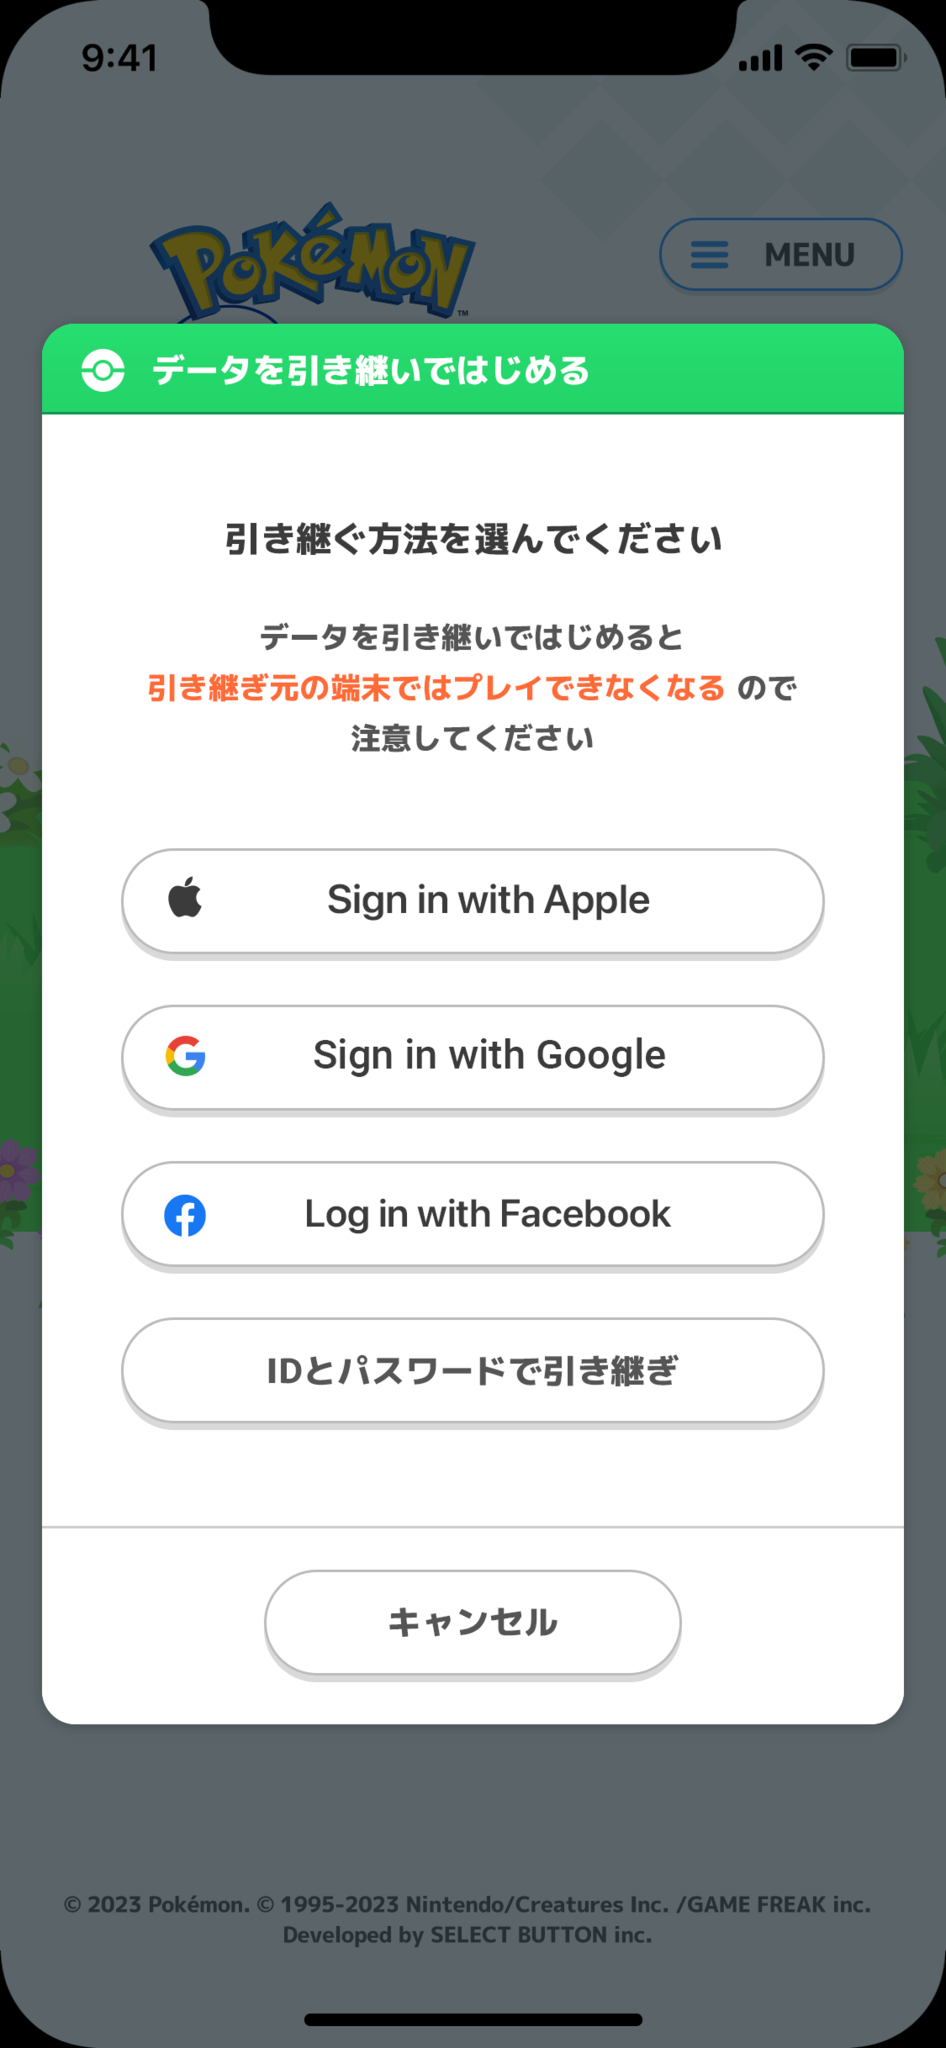 9:41
POKéMON
TM
MENU
データを引き継いではじめる
引き継ぐ方法を選んでください
データを引き継いではじめると
引き継ぎ元の端末ではプレイできなくなる ので
注意してください
Sign in with Apple
Sign in with Google
Log in with Facebook
IDとパスワードで引き継ぎ
キャンセル
© 2023 Pokémon. © 1995-2023 Nintendo/Creatures Inc. /GAME FREAK inc.
Developed by SELECT BUTTON inc.